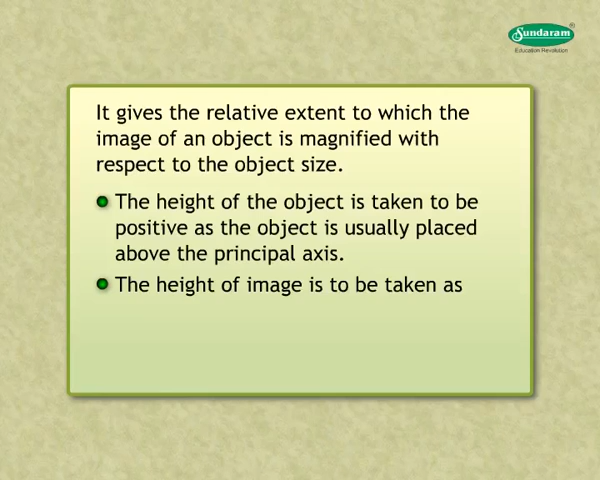 Sundaram®
Education Revolution
It gives the relative extent to which the
image of an object is magnified with
respect to the object size.
The height of the object is taken to be
positive as the object is usually placed
above the principal axis.
The height of image is to be taken as